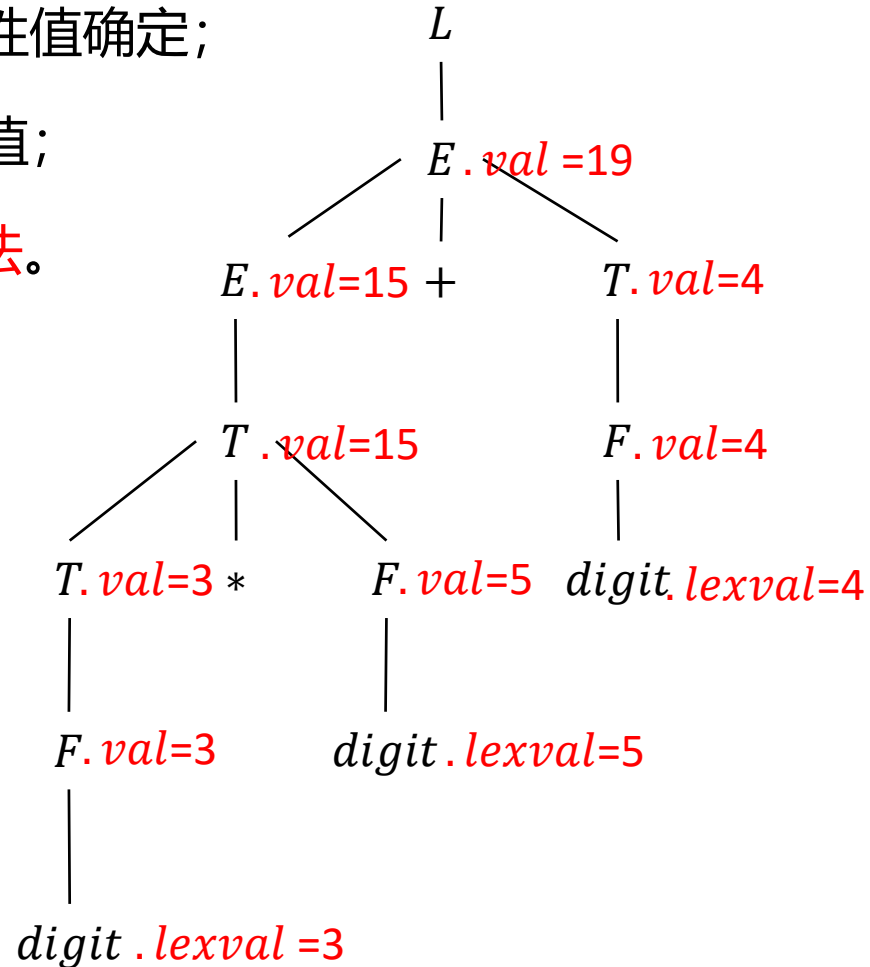 性值确定；
L
值；
E.val =19
去。
E.val=15 + T.val=4
T.val=15 F.val=4
T.val=3 * F.val=5 digit.lexval=4
F.val=3 digit.lexval=5
digit.lexval =3